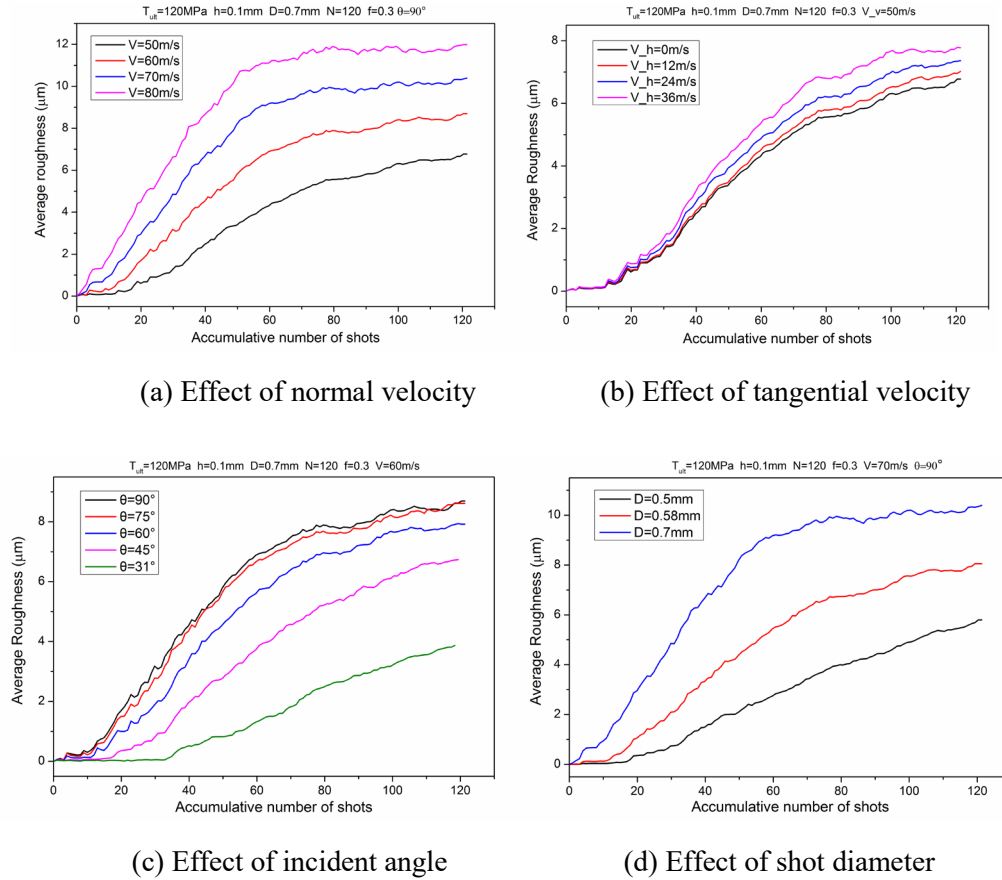 T_ult=120MPa h=0.1mm D=0.7mm N=120 f=0.3 θ=90°
V=50m/s
V=60m/s
V=70m/s
V=80m/s
Average Roughness (μm)
12
10
8
6
4
2
0
0 20 40 60 80 100 120
Accumulative number of shots
(a) Effect of normal velocity
T_ult=120MPa h=0.1mm D=0.7mm N=120 f=0.3 V_v=50m/s
V_h=0m/s
V_h=12m/s
V_h=24m/s
V_h=36m/s
Average Roughness (μm)
8
6
4
2
0
0 20 40 60 80 100 120
Accumulative number of shots
(b) Effect of tangential velocity
T_ult=120MPa h=0.1mm D=0.7mm N=120 f=0.3 V=60m/s
θ=90°
θ=75°
θ=60°
θ=45°
θ=31°
Average Roughness (μm)
8
6
4
2
0
0 20 40 60 80 100 120
Accumulative number of shots
(c) Effect of incident angle
T_ult=120MPa h=0.1mm N=120 f=0.3 V=70m/s θ=90°
D=0.5mm
D=0.58mm
D=0.7mm
Average Roughness (μm)
10
8
6
4
2
0
0 20 40 60 80 100 120
Accumulative number of shots
(d) Effect of shot diameter